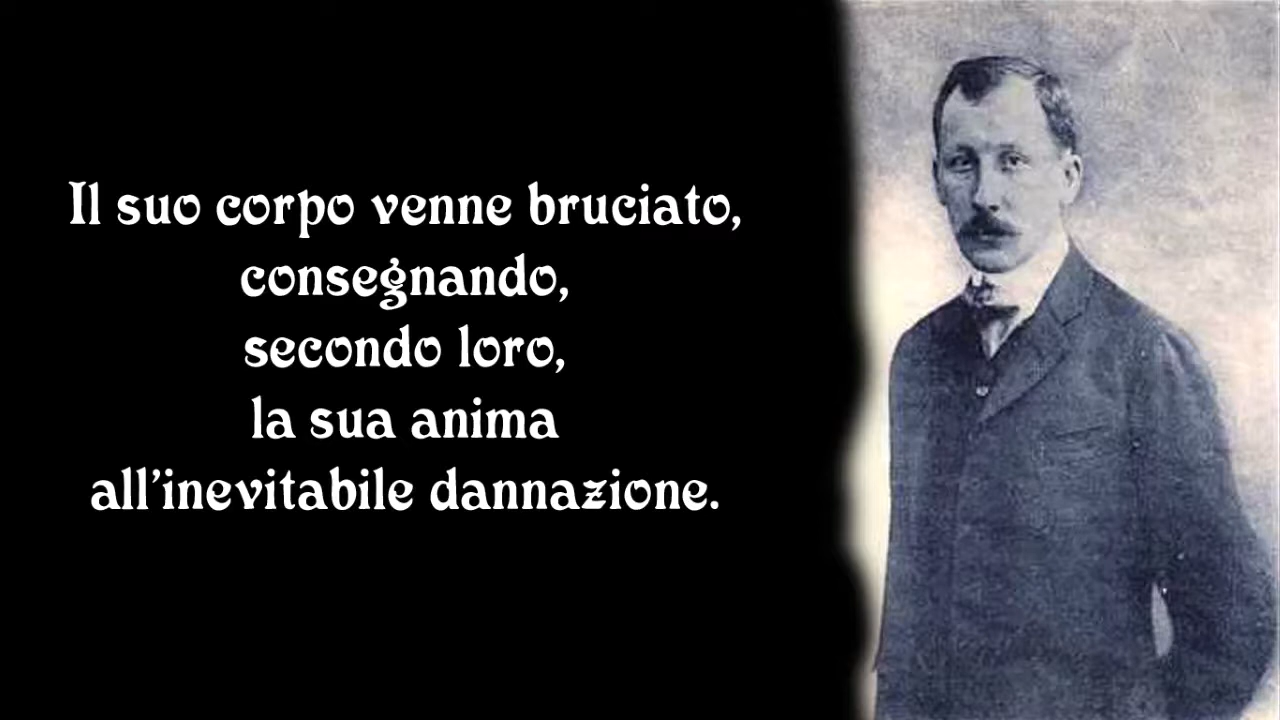 Il suo corpo venne bruciato,
consegnando,
secondo loro,
la sua anima
all’inevitabile dannazione.